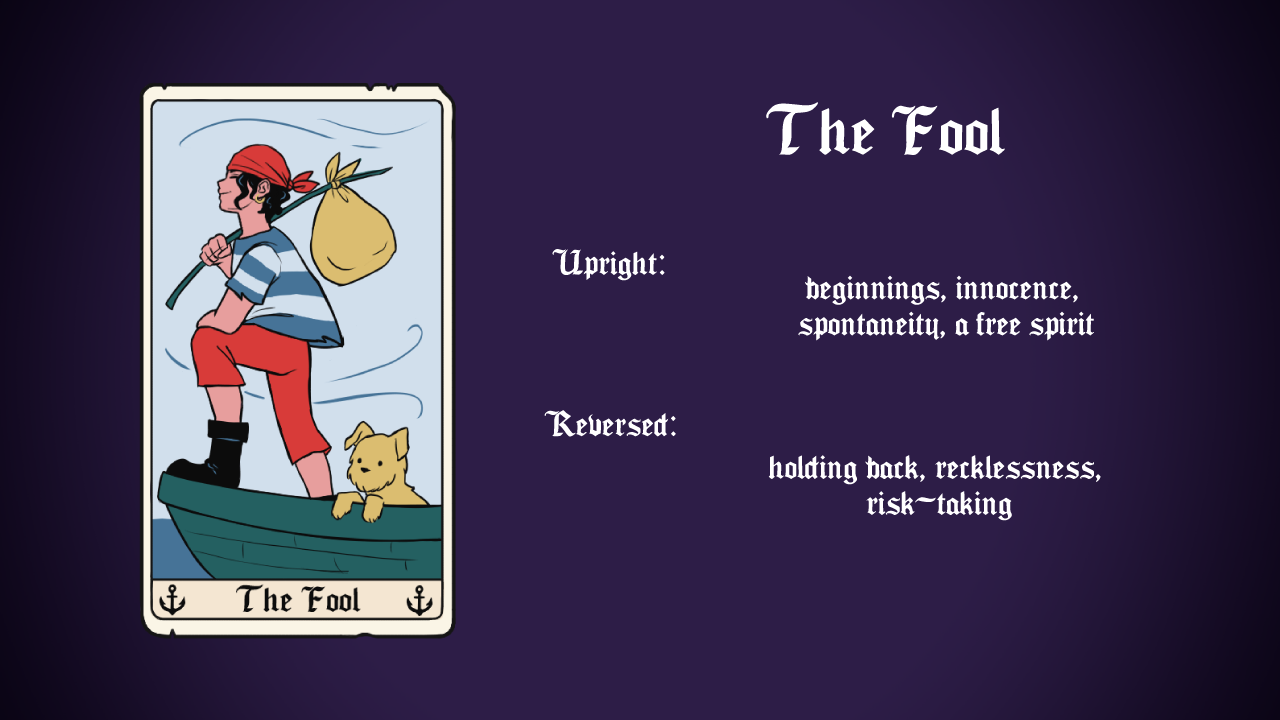 The Fool
Upright:
beginnings, innocence,
spontaneity, a free spirit
Reversed:
holding back, recklessness,
risk~taking
The Fool